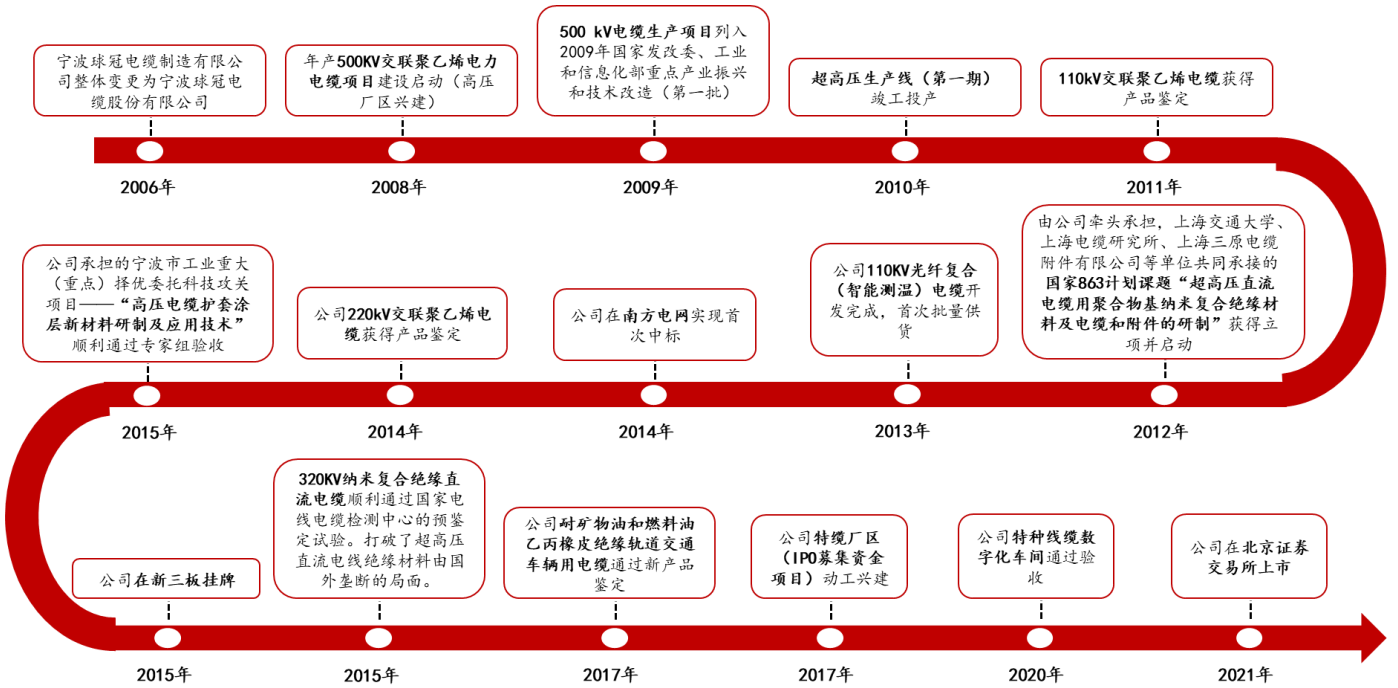 宁波球冠电缆制造有限公
司整体变更为宁波球冠电
缆股份有限公司
2006年
年产500KV交联聚乙烯电力
电缆项目建设启动（高压
厂区兴建）
2008年
500 kV电缆生产项目列入
2009年国家发改委、工业
和信息化部重点产业振兴
和技术改造（第一批）
2009年
超高压生产线（第一期）
竣工投产
2010年
110kV交联聚乙烯电缆获得
产品鉴定
2011年
由公司牵头承担，上海交通大学、
上海电缆研究所、上海三原电缆
附件有限公司等单位共同承接的
国家863计划课题“超高压直流
电缆用聚合物基纳米复合绝缘材
料及电缆和附件的研制”获得立
项并启动
2012年
公司110KV光纤复合
（智能测温）电缆开
发完成，首次批量供
货
2013年
公司在南方电网实现首
次中标
2014年
公司220kV交联聚乙烯电
缆获得产品鉴定
2014年
公司承担的宁波市工业重大
（重点）择优委托科技攻关
项目——“高压电缆护套涂
层新材料研制及应用技术”
顺利通过专家组验收
2015年
公司在新三板挂牌
2015年
320KV纳米复合绝缘直
流电缆顺利通过国家电
线电缆检测中心的预鉴
定试验。打破了超高压
直流电线绝缘材料由国
外垄断的局面。
2015年
公司耐矿物油和燃料油
乙丙橡皮绝缘轨道交通
车辆用电缆通过新产品
鉴定
2017年
公司特缆厂区
（IPO募集资金
项目）动工兴建
2017年
公司特种线缆数
字化车间通过验
收
2020年
公司在北京证券
交易所上市
2021年